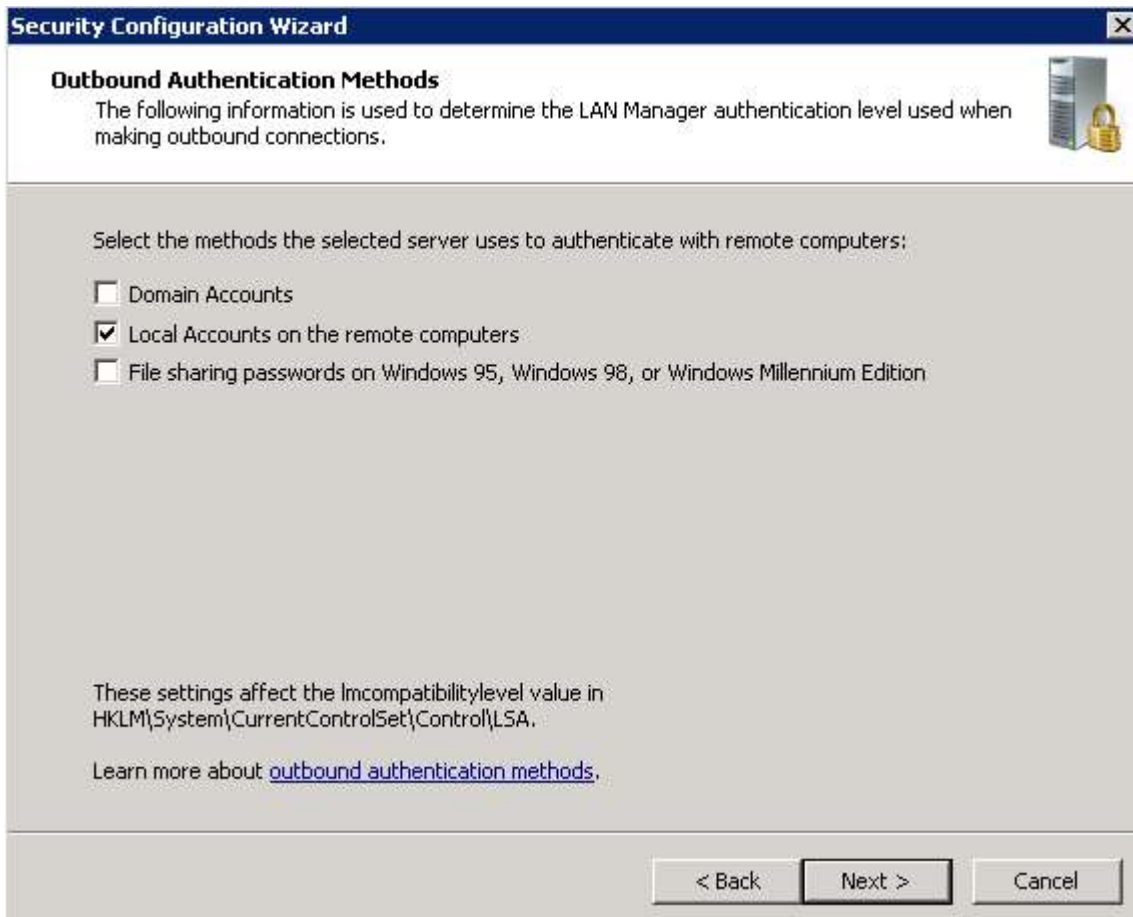 Security Configuration Wizard
Outbound Authentication Methods
The following information is used to determine the LAN Manager authentication level used when
making outbound connections.
Select the methods the selected server uses to authenticate with remote computers:
Domain Accounts
Local Accounts on the remote computers
File sharing passwords on Windows 95, Windows 98, or Windows Millennium Edition
These settings affect the lmcompatibilitylevel value in
HKLM\System\CurrentControlSet\Control\LSA.
Learn more about outbound authentication methods.
< Back Next > Cancel